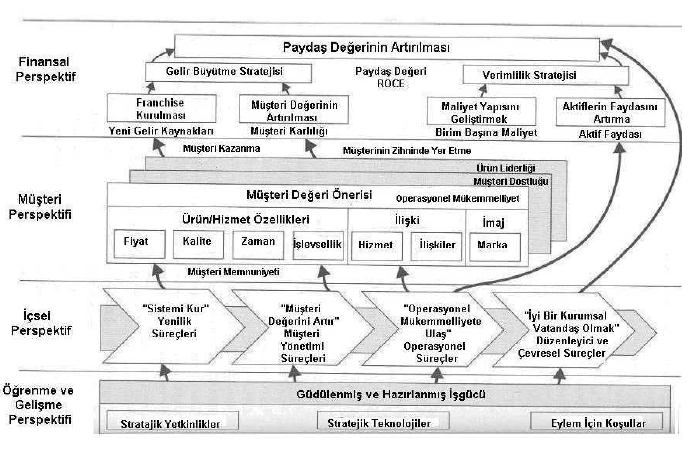 Paydaş Değerinin Artırılması
Finansal
Perspektif
Gelir Büyütme Stratejisi
Paydaş Değeri
ROCE
Verimlilik Stratejisi
Franchise
Kurulması
Müşteri Değerinin
Artırılması
Maliyet Yapısını
Geliştirmek
Aktiflerin Faydasını
Artırma
Yeni Gelir Kaynakları
Müşteri Karlılığı
Birim Başına Maliyet
Aktif Faydası
Müşteri Kazanma
Müşterinin Zihninde Yer Etme
Ürün Liderliği
Müşteri Dostluğu
Müşteri
Perspektifi
Müşteri Değeri Önerisi
Operasyonel Mükemmelliyet
Ürün/Hizmet Özellikleri
İlişki
İmaj
Fiyat
Kalite
Zaman
İşlevsellik
Hizmet
İlişkiler
Marka
Müşteri Memnuniyeti
İçsel
Perspektif
"Sistemi Kur"
Yenilik
Süreçleri
"Müşteri
Değerini Artır"
Müşteri
Yönetimi
Süreçleri
"Operasyonel
Mukemmelliyete
Ulaş"
Operasyonel
Süreçler
"İyi Bir Kurumsal
Vatandaş Olmak"
Düzenleyici ve
Çevresel Süreçler
Öğrenme ve
Gelişme
Perspektifi
Güdülenmiş ve Hazırlanmış İşgücü
Stratajik Yetkinlikler
Stratejik Teknolojiler
Eylem İçin Koşullar